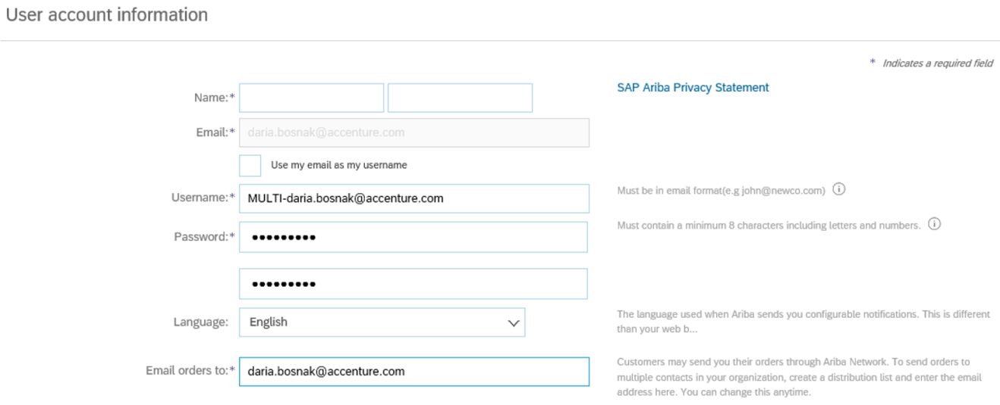 User account information
* Indicates a required field
Name:*
SAP Ariba Privacy Statement
Email:* daria.bosnak@accenture.com
Use my email as my username
Username:* MULTI-daria.bosnak@accenture.com
Must be in email format(e.g john@newco.com)
Password:* •••••••••
Must contain a minimum 8 characters including letters and numbers.
•••••••••
Language: English
The language used when Ariba sends you configurable notifications. This is different
than your web b...
Email orders to:* daria.bosnak@accenture.com
Customers may send you their orders through Ariba Network. To send orders to
multiple contacts in your organization, create a distribution list and enter the email
address here. You can change this anytime.